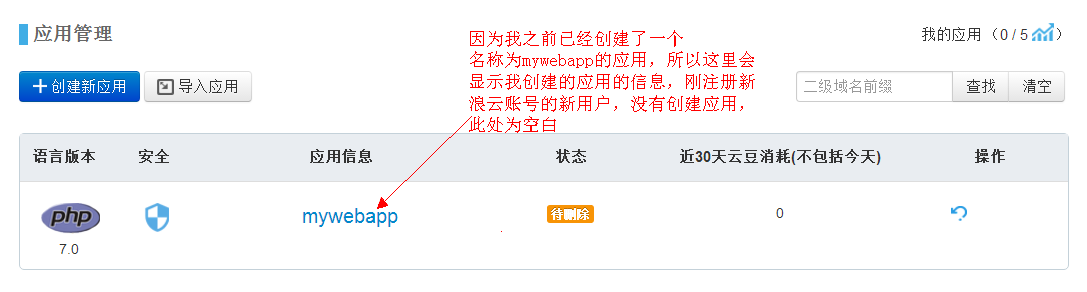 应用管理
我的应用（0 / 5 ）
因为我之前已经创建了一个
名称为mywebapp的应用，所以这里会
显示我创建的应用的信息，刚注册新
浪云账号的新用户，没有创建应用，
此处为空白
创建新应用 导入应用
二级域名前缀 查找 清空
语言版本 安全 应用信息 状态 近30天云豆消耗(不包括今天) 操作
php mywebapp 待删除 0
7.0